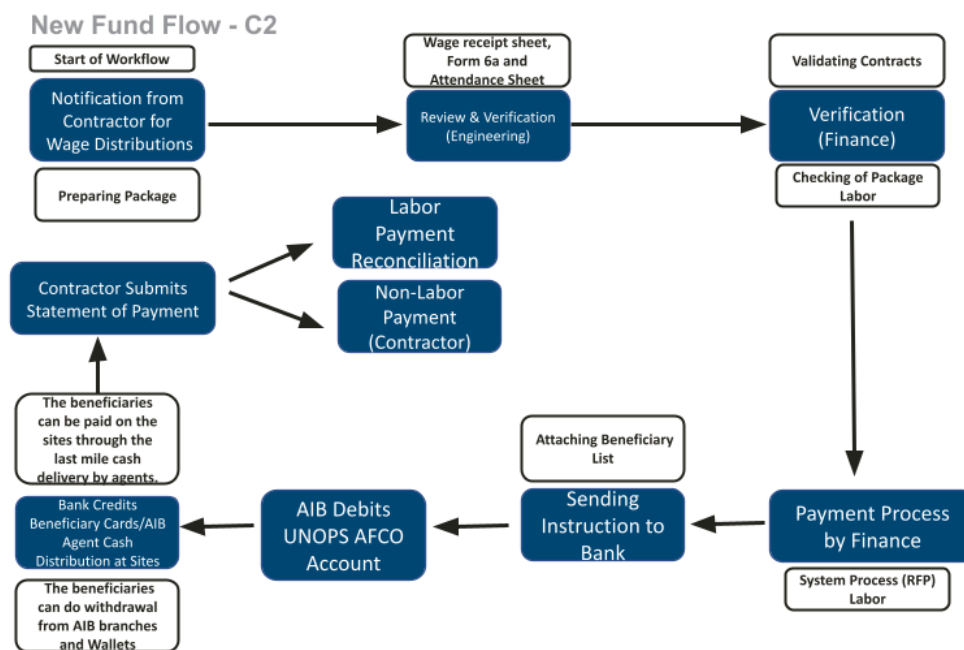 New Fund Flow - C2
Start of Workflow
Notification from
Contractor for
Wage Distributions
Preparing Package
Wage receipt sheet,
Form 6a and
Attendance Sheet
Review & Verification
(Engineering)
Validating Contracts
Verification
(Finance)
Checking of Package
Labor
Labor
Payment
Reconciliation
Non-Labor
Payment
(Contractor)
Contractor Submits
Statement of Payment
The beneficiaries
can be paid on the
sites through the
last mile cash
delivery by agents.
Bank Credits
Beneficiary Cards/AIB
Agent Cash
Distribution at Sites
The beneficiaries
can do withdrawal
from AIB branches
and Wallets
AIB Debits
UNOPS AFCO
Account
Attaching Beneficiary
List
Sending
Instruction to
Bank
Payment Process
by Finance
System Process (RFP)
Labor